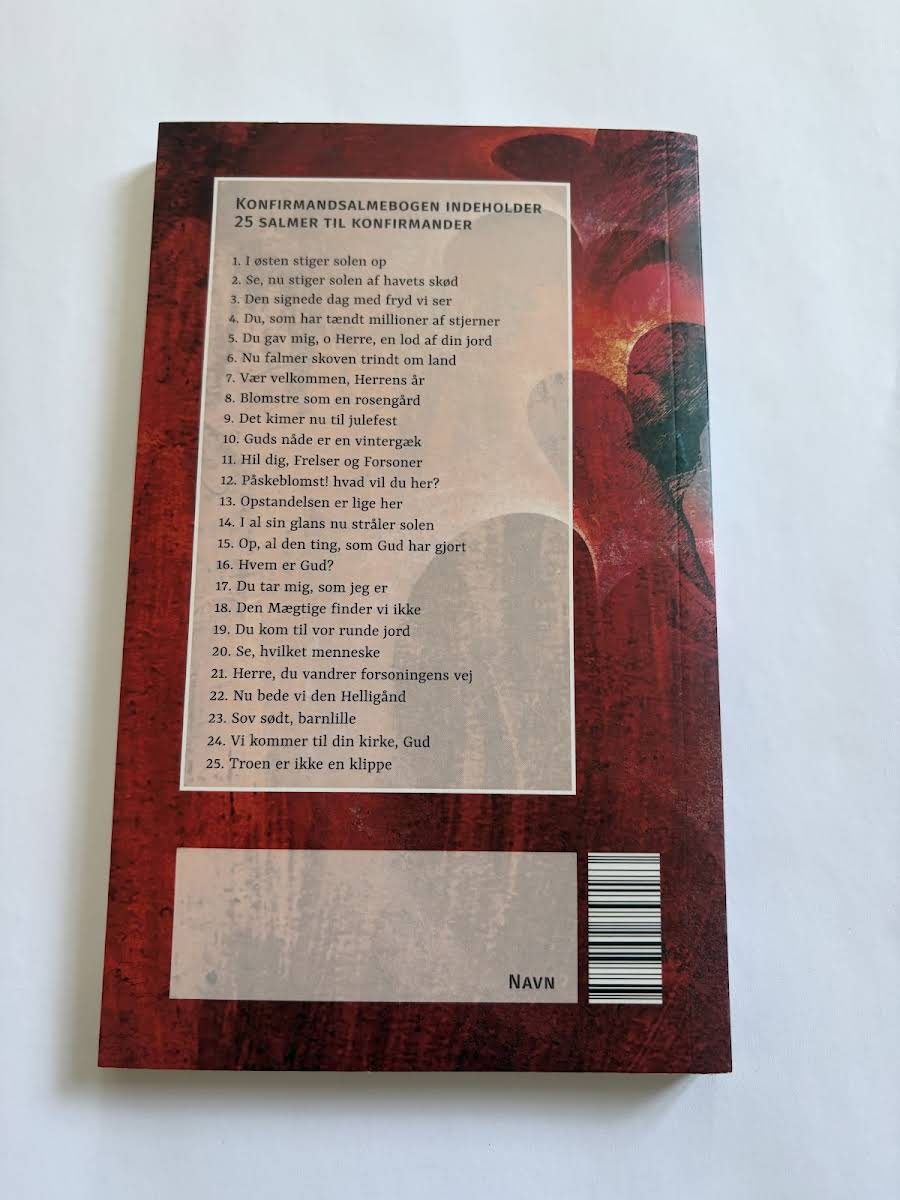 KONFIRMANDSALMEBOGEN INDEHOLDER
25 SALMER TIL KONFIRMANDER
1. I østen stiger solen op
2. Se, nu stiger solen af havets skød
3. Den signede dag med fryd vi ser
4. Du, som har tændt millioner af stjerner
5. Du gav mig, o Herre, en lod af din jord
6. Nu falmer skoven trindt om land
7. Vær velkommen, Herrens år
8. Blomstre som en rosengård
9. Det kimer nu til julefest
10. Guds nåde er en vintergæk
11. Hil dig, Frelser og Forsoner
12. Påskeblomst! hvad vil du her?
13. Opstandelsen er lige her
14. I al sin glans nu stråler solen
15. Op, al den ting, som Gud har gjort
16. Hvem er Gud?
17. Du tar mig, som jeg er
18. Den Mægtige finder vi ikke
19. Du kom til vor runde jord
20. Se, hvilket menneske
21. Herre, du vandrer forsoningens vej
22. Nu bede vi den Helligånd
23. Sov sødt, barnlille
24. Vi kommer til din kirke, Gud
25. Troen er ikke en klippe
NAVN